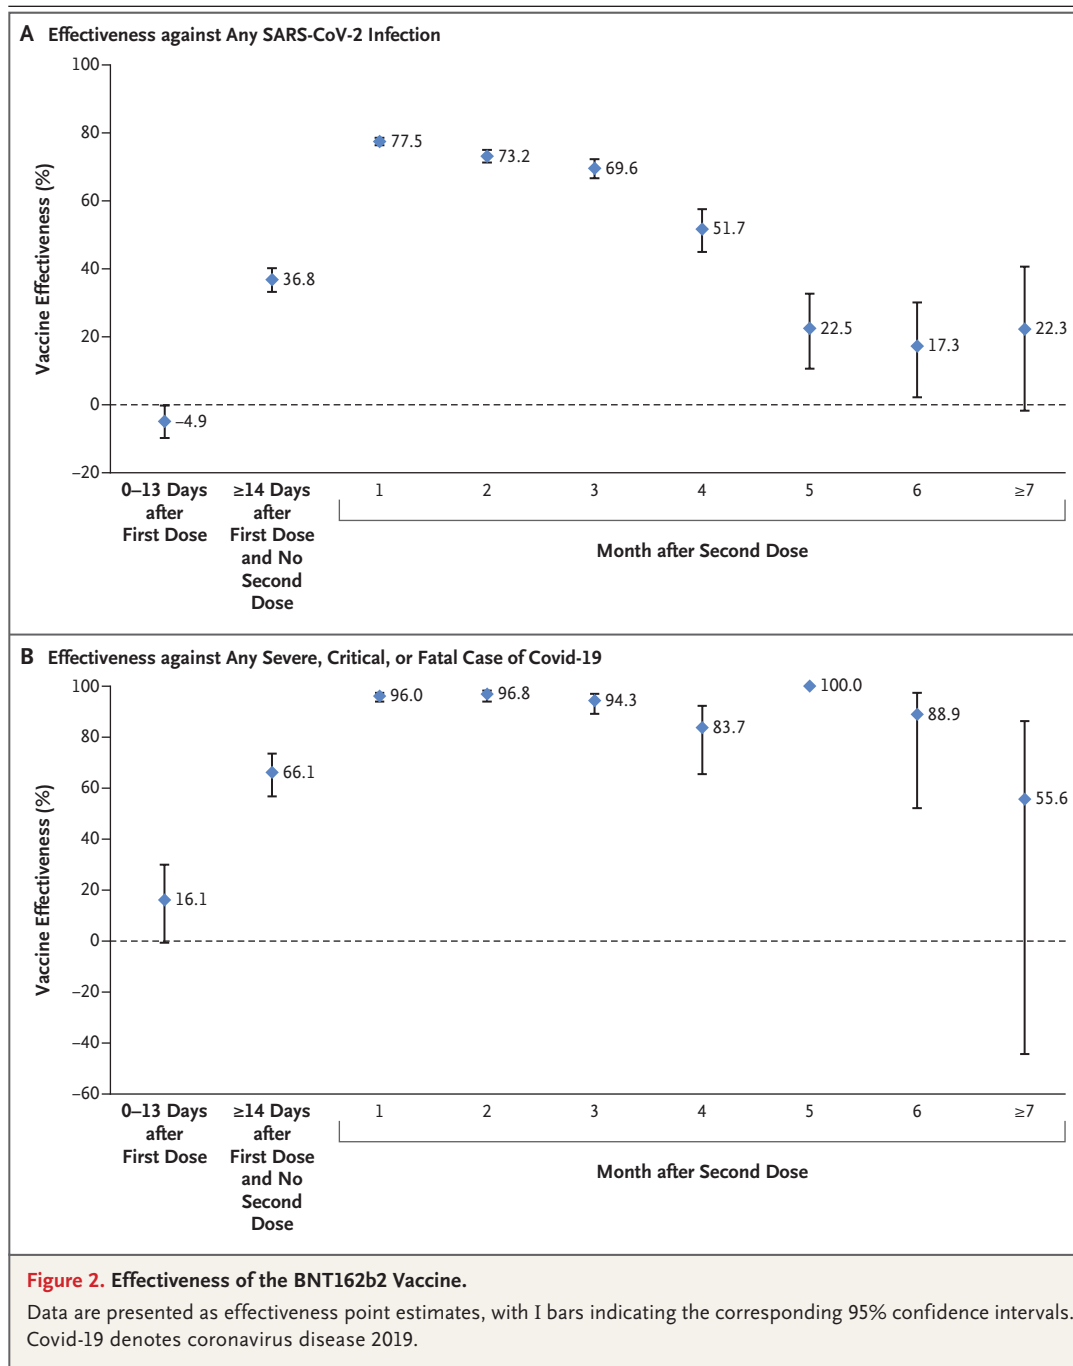 A Effectiveness against Any SARS-CoV-2 Infection
Vaccine Effectiveness (%)
100
80
60
40
20
0
–20
–4.9
36.8
77.5
73.2
69.6
51.7
22.5
17.3
22.3
0–13 Days
after
First Dose
≥14 Days
after
First Dose
and No
Second
Dose
1 2 3 4 5 6 ≥7
Month after Second Dose
B Effectiveness against Any Severe, Critical, or Fatal Case of Covid-19
Vaccine Effectiveness (%)
100
80
60
40
20
0
–20
–40
–60
16.1
66.1
96.0
96.8
94.3
83.7
100.0
88.9
55.6
0–13 Days
after
First Dose
≥14 Days
after
First Dose
and No
Second
Dose
1 2 3 4 5 6 ≥7
Month after Second Dose
Figure 2. Effectiveness of the BNT162b2 Vaccine.
Data are presented as effectiveness point estimates, with I bars indicating the corresponding 95% confidence intervals.
Covid-19 denotes coronavirus disease 2019.